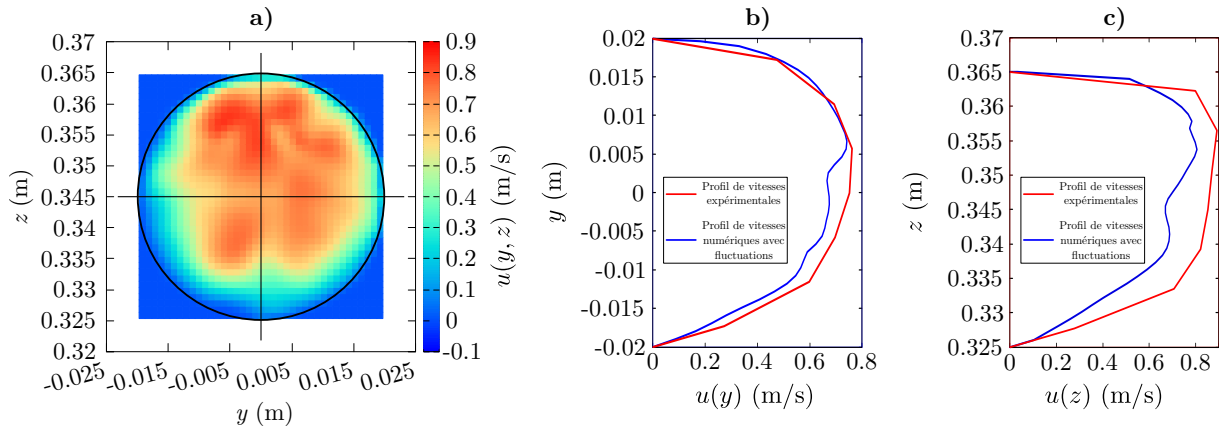 a)
0.37
0.365
0.36
0.355
0.35
0.345
0.34
0.335
0.33
0.325
0.32
z (m)
-0.025
-0.015
-0.005
0.005
0.015
0.025
y (m)
0.9
0.8
0.7
0.6
0.5
0.4
0.3
0.2
0.1
0
-0.1
u(y, z) (m/s)
b)
0.02
0.015
0.01
0.005
0
-0.005
-0.01
-0.015
-0.02
y (m)
Profil de vitesses
expérimentales
Profil de vitesses
numériques avec
fluctuations
0
0.2
0.4
0.6
0.8
u(y) (m/s)
c)
0.37
0.365
0.36
0.355
0.35
0.345
0.34
0.335
0.33
0.325
z (m)
Profil de vitesses
expérimentales
Profil de vitesses
numériques avec
fluctuations
0
0.2
0.4
0.6
0.8
u(z) (m/s)